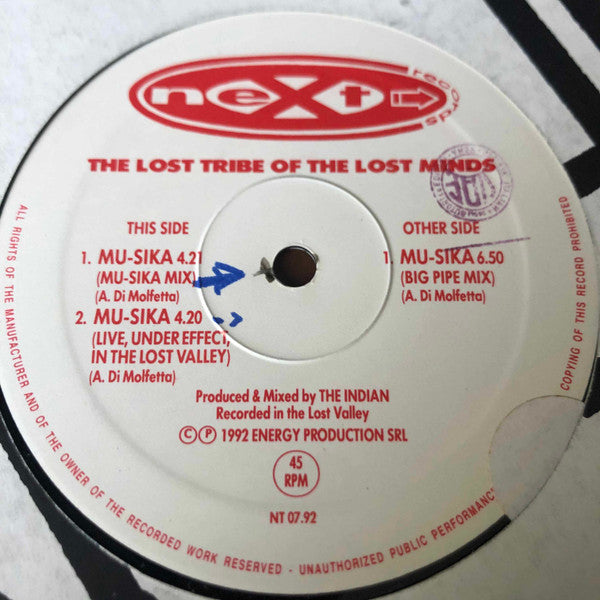 next
records
THE LOST TRIBE OF THE LOST MINDS
THIS SIDE
1. MU-SIKA 4.21
(MU-SIKA MIX)
(A. Di Molfetta)
2. MU-SIKA 4.20
(LIVE, UNDER EFFECT,
IN THE LOST VALLEY)
(A. Di Molfetta)
OTHER SIDE
1. MU-SIKA 6.50
(BIG PIPE MIX)
(A. Di Molfetta)
Produced & Mixed by THE INDIAN
Recorded in the Lost Valley
©℗ 1992 ENERGY PRODUCTION SRL
45
RPM
NT 07.92
ALL RIGHTS OF THE MANUFACTURER AND OF THE OWNER OF THE RECORDED WORK RESERVED - UNAUTHORIZED PUBLIC PERFORMANC
COPYING OF THIS RECORD PROHIBITED